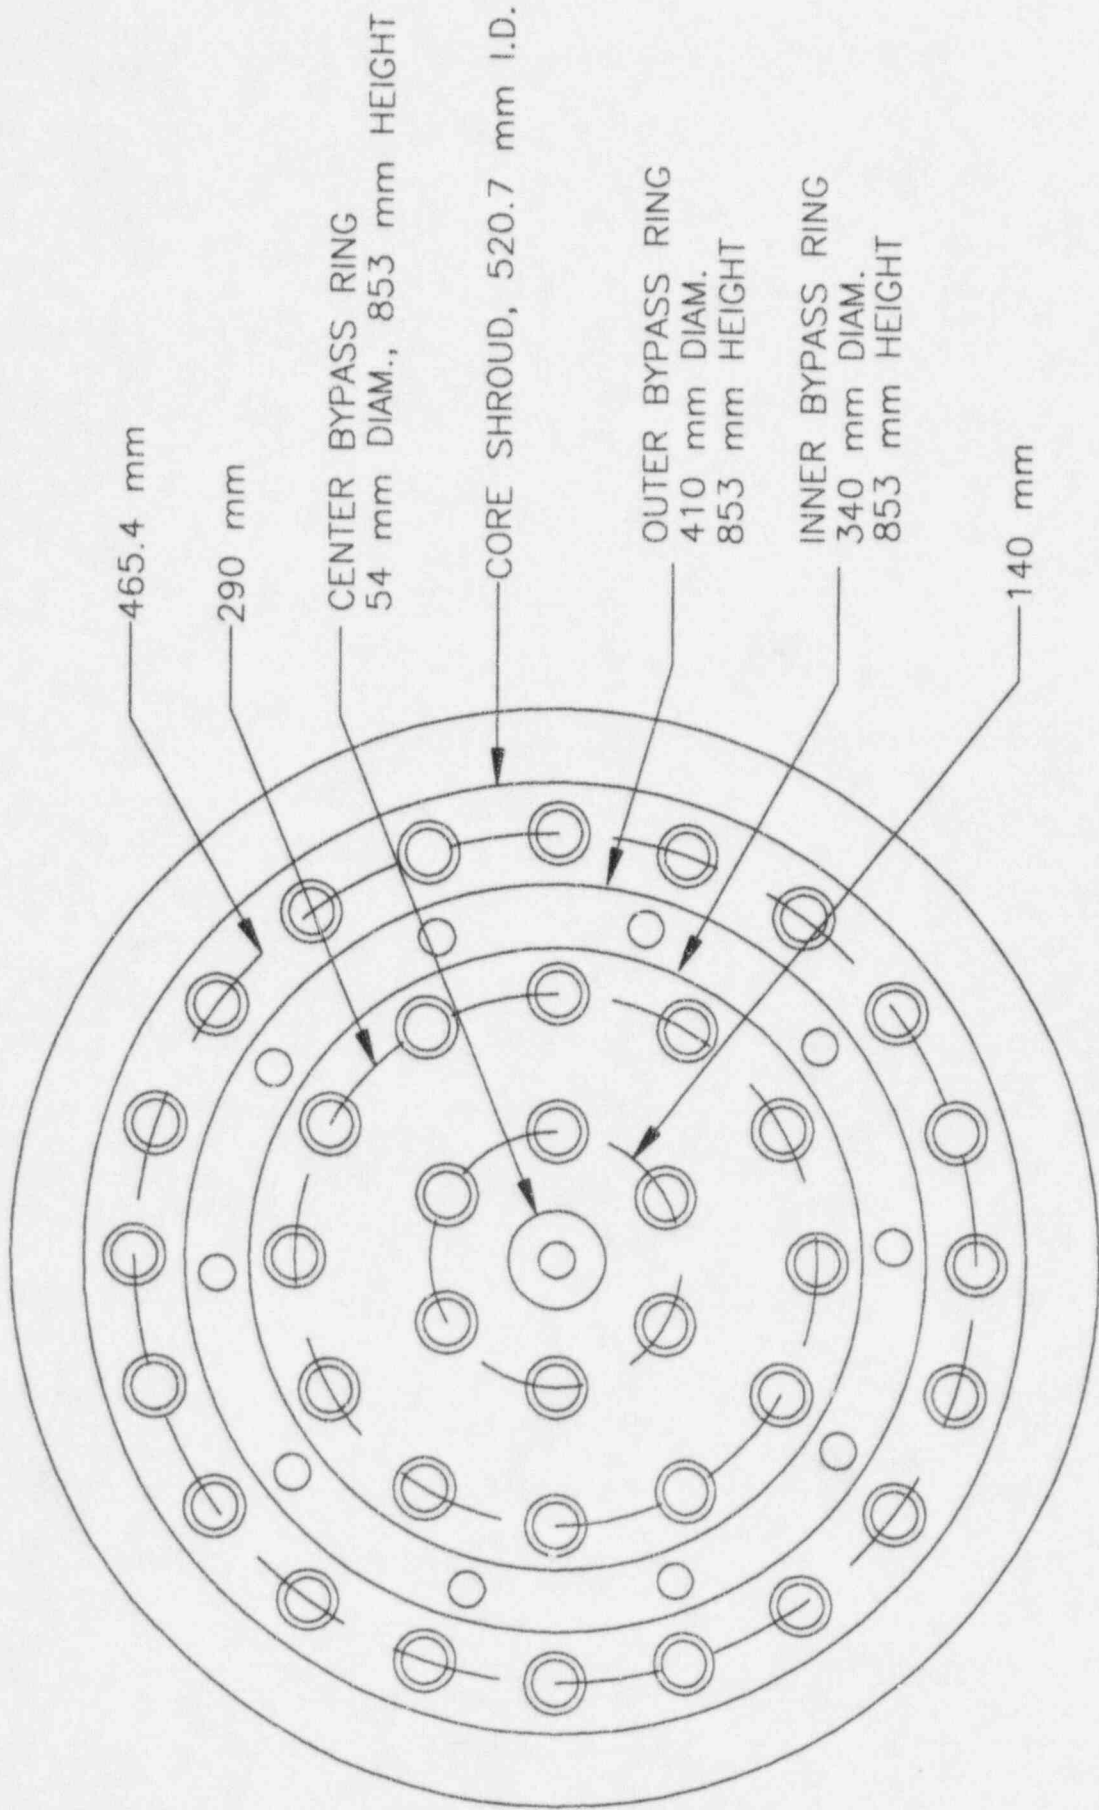 465.4 mm
290 mm
CENTER BYPASS RING
54 mm DIAM., 853 mm HEIGHT
CORE SHROUD, 520.7 mm I.D.
OUTER BYPASS RING
410 mm DIAM.
853 mm HEIGHT
INNER BYPASS RING
340 mm DIAM.
853 mm HEIGHT
140 mm